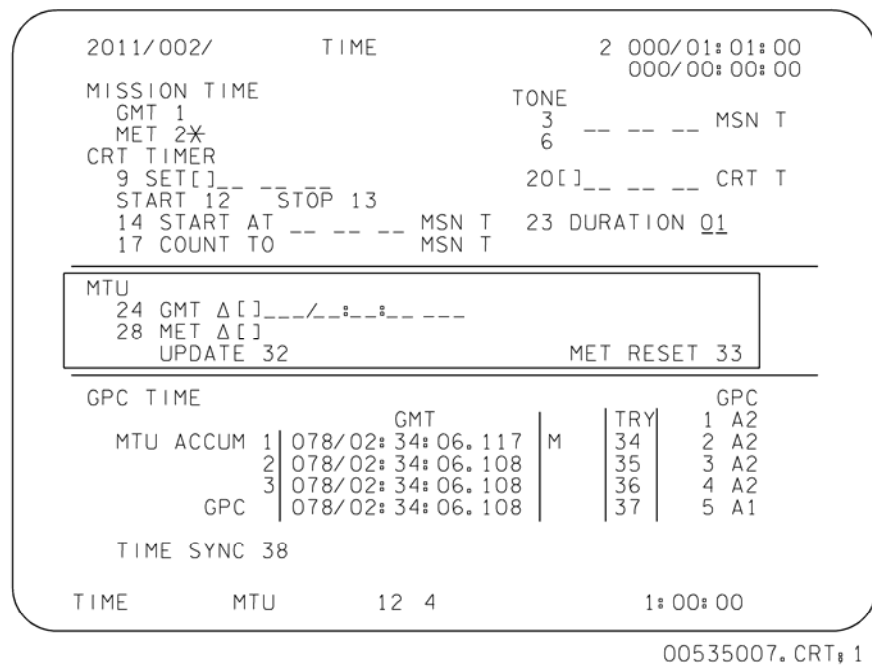 2011/002/ TIME 2 000/01:01:00
000/00:00:00
MISSION TIME TONE
GMT 1 3 __ __ __ MSN T
MET 2* 6
CRT TIMER
9 SET[]__ __ __ 20[]__ __ __ CRT T
START 12 STOP 13
14 START AT __ __ __ MSN T 23 DURATION 01
17 COUNT TO MSN T
MTU
24 GMT Δ[]___/__:__:__ ___
28 MET Δ[]
UPDATE 32 MET RESET 33
GPC TIME GPC
GMT TRY 1 A2
MTU ACCUM 1 078/02:34:06.117 M 34 2 A2
2 078/02:34:06.108 35 3 A2
3 078/02:34:06.108 36 4 A2
GPC 078/02:34:06.108 37 5 A1
TIME SYNC 38
TIME MTU 12 4 1:00:00
00535007.CRT;1